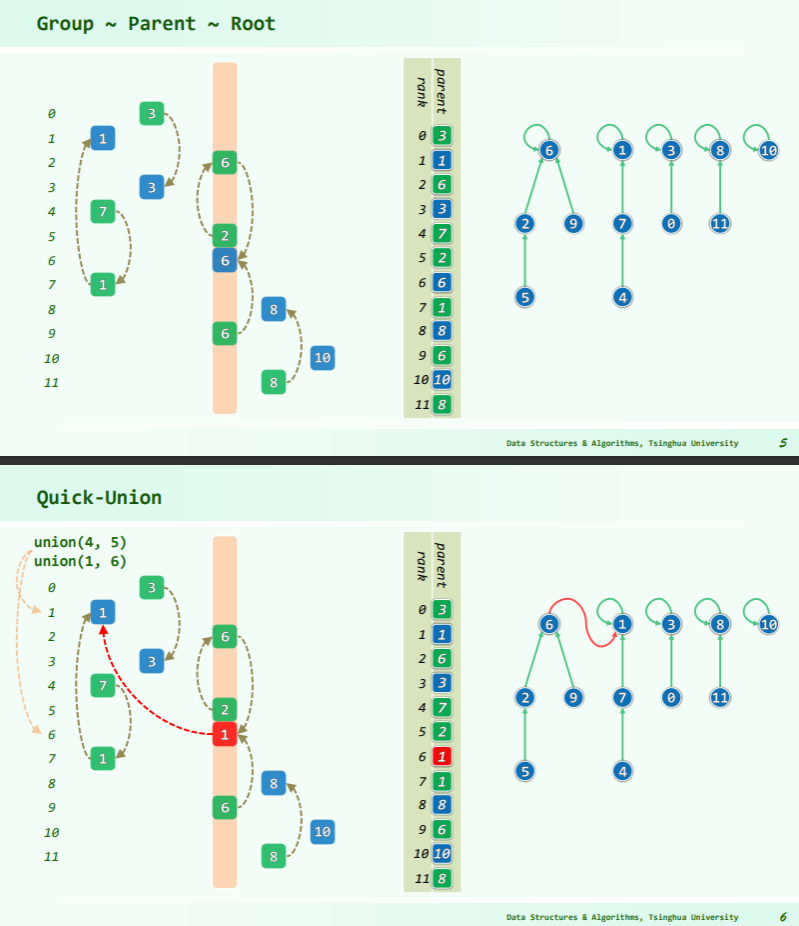 Group ~ Parent ~ Root
rank parent
0 3 0 3
1 1 1 1
2 6 2 6
3 3 3 3
4 7 4 7
5 2 5 2
6 6 6 6
7 1 7 1
8 8 8 8
9 6 9 6
10 10 10 10
11 8 11 8
6 1 3 8 10
2 9 7 0 11
5 4
Data Structures & Algorithms, Tsinghua University 5
Quick-Union
union(4, 5)
union(1, 6)
rank parent
0 3 0 3
1 1 1 1
2 6 2 6
3 3 3 3
4 7 4 7
5 2 5 2
6 1 6 1
7 1 7 1
8 8 8 8
9 6 9 6
10 10 10 10
11 8 11 8
6 1 3 8 10
2 9 7 0 11
5 4
Data Structures & Algorithms, Tsinghua University 6